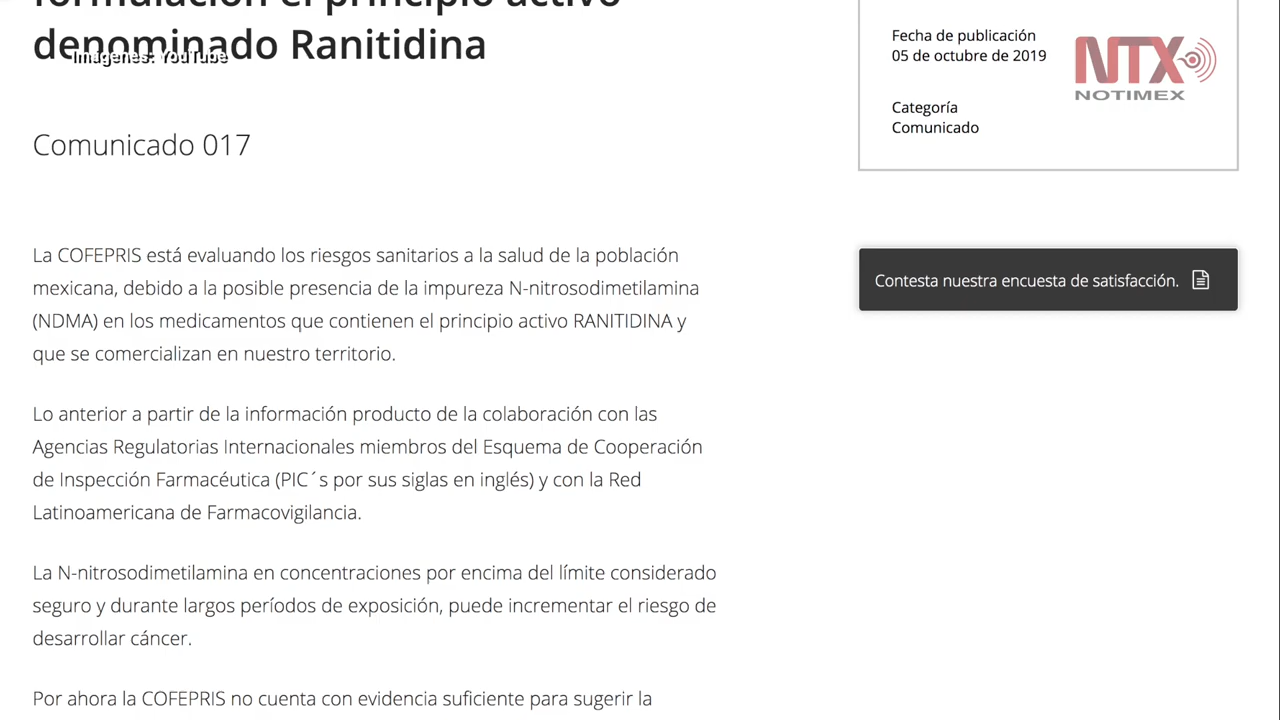 formulación el principio activo
denominado Ranitidina
Imágenes: YouTube
Fecha de publicación
05 de octubre de 2019
NTX
NOTIMEX
Categoría
Comunicado
Comunicado 017
La COFEPRIS está evaluando los riesgos sanitarios a la salud de la población
mexicana, debido a la posible presencia de la impureza N-nitrosodimetilamina
(NDMA) en los medicamentos que contienen el principio activo RANITIDINA y
que se comercializan en nuestro territorio.
Contesta nuestra encuesta de satisfacción.
Lo anterior a partir de la información producto de la colaboración con las
Agencias Regulatorias Internacionales miembros del Esquema de Cooperación
de Inspección Farmacéutica (PIC´s por sus siglas en inglés) y con la Red
Latinoamericana de Farmacovigilancia.
La N-nitrosodimetilamina en concentraciones por encima del límite considerado
seguro y durante largos períodos de exposición, puede incrementar el riesgo de
desarrollar cáncer.
Por ahora la COFEPRIS no cuenta con evidencia suficiente para sugerir la